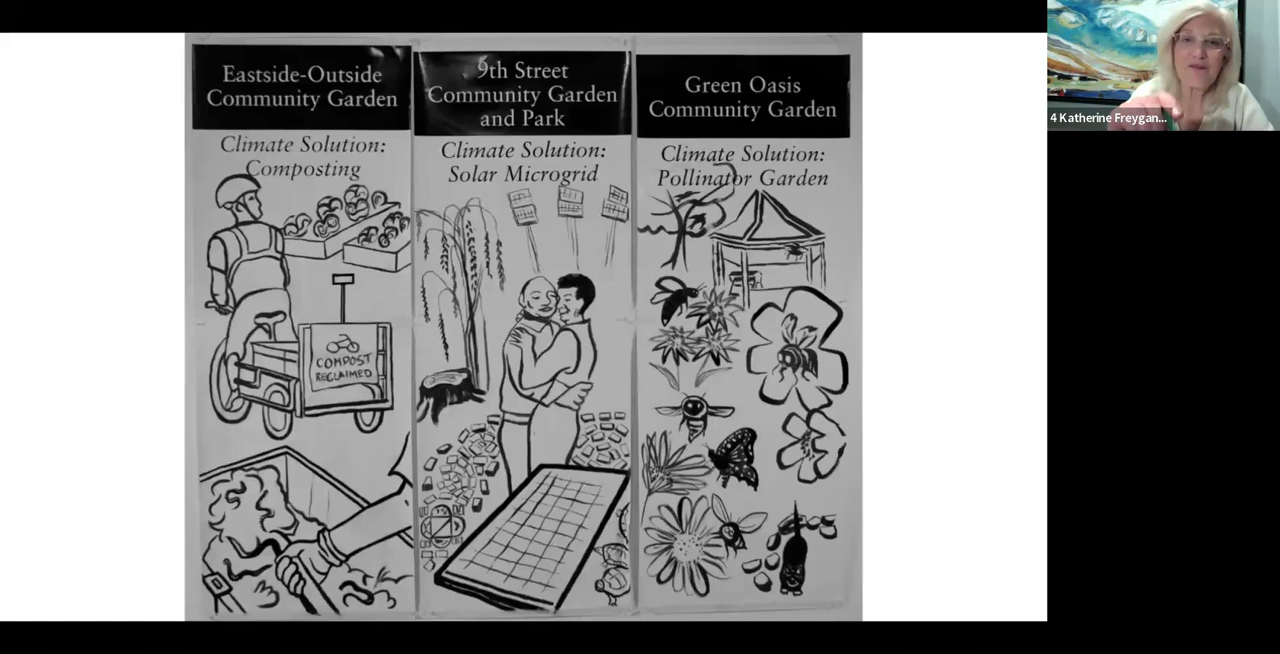 Eastside-Outside
Community Garden
Climate Solution:
Composting
COMPOST
RECLAIMED
9th Street
Community Garden
and Park
Climate Solution:
Solar Microgrid
Green Oasis
Community Garden
Climate Solution:
Pollinator Garden
4 Katherine Freygan...